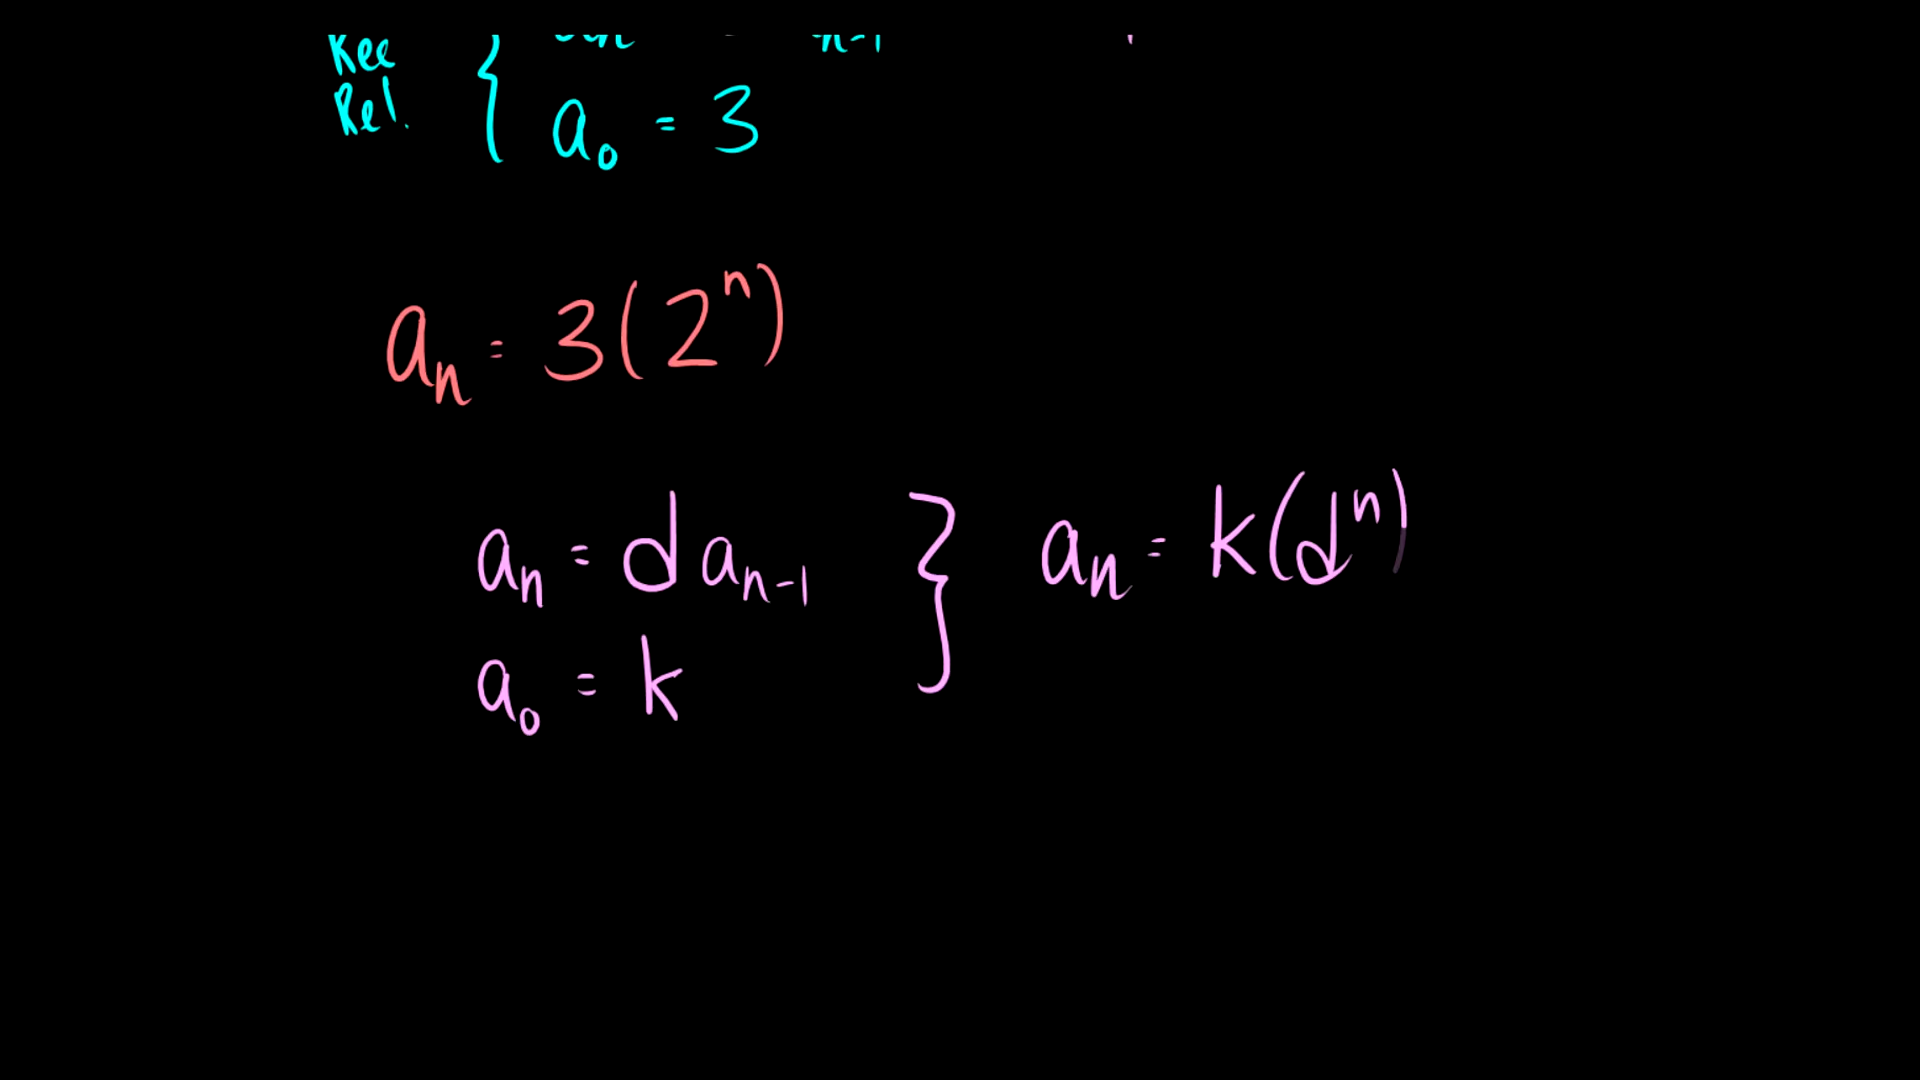 Rec
Rel. { a₀ = 3
aₙ = 3(2ⁿ)
aₙ = d aₙ₋₁ } aₙ = k(dⁿ)
a₀ = k